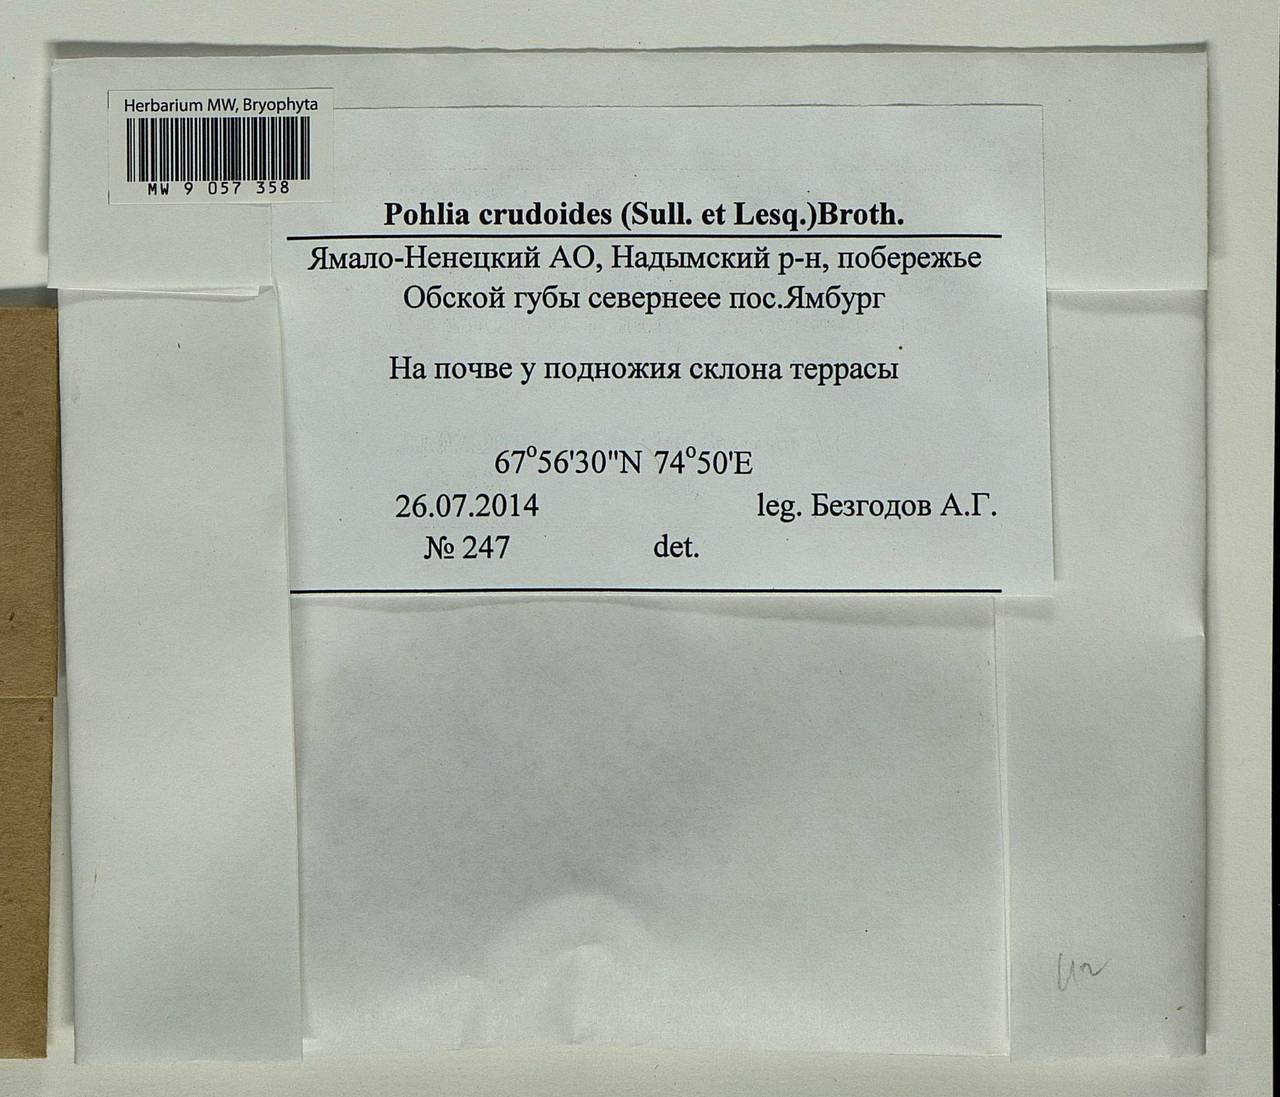 Herbarium MW, Bryophyta
MW 9 057 358
Pohlia crudoides (Sull. et Lesq.)Broth.
Ямало-Ненецкий АО, Надымский р-н, побережье
Обской губы севернеее пос.Ямбург
На почве у подножия склона террасы
67°56'30"N 74°50'E
26.07.2014 leg. Безгодов А.Г.
№ 247 det.